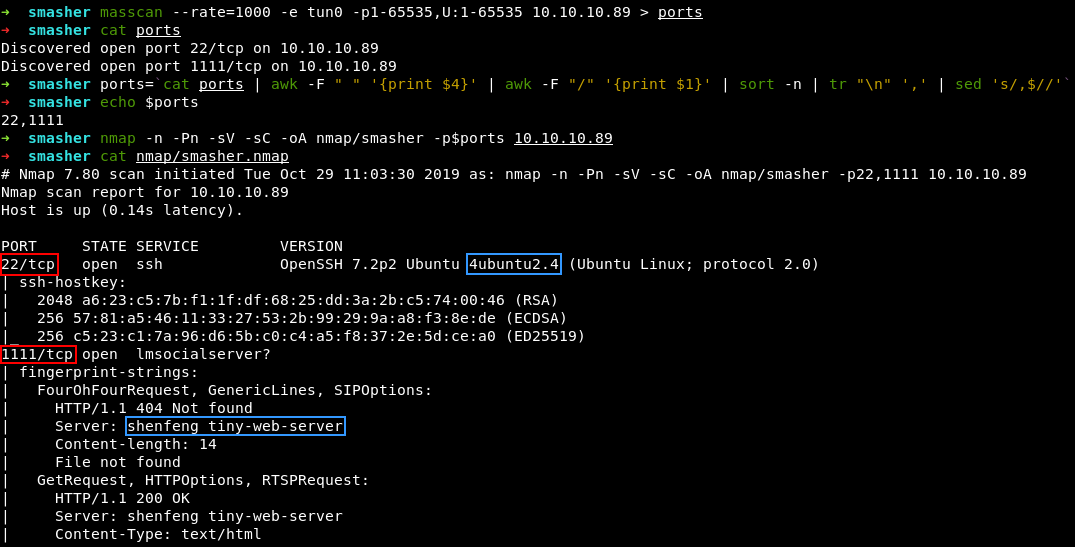 ➜  smasher masscan --rate=1000 -e tun0 -p1-65535,U:1-65535 10.10.10.89 > ports
➜  smasher cat ports
Discovered open port 22/tcp on 10.10.10.89
Discovered open port 1111/tcp on 10.10.10.89
➜  smasher ports=`cat ports | awk -F " " '{print $4}' | awk -F "/" '{print $1}' | sort -n | tr "\n" ',' | sed 's/,$//'`
➜  smasher echo $ports
22,1111
➜  smasher nmap -n -Pn -sV -sC -oA nmap/smasher -p$ports 10.10.10.89
➜  smasher cat nmap/smasher.nmap
# Nmap 7.80 scan initiated Tue Oct 29 11:03:30 2019 as: nmap -n -Pn -sV -sC -oA nmap/smasher -p22,1111 10.10.10.89
Nmap scan report for 10.10.10.89
Host is up (0.14s latency).

PORT     STATE SERVICE         VERSION
22/tcp   open  ssh             OpenSSH 7.2p2 Ubuntu 4ubuntu2.4 (Ubuntu Linux; protocol 2.0)
| ssh-hostkey:
|   2048 a6:23:c5:7b:f1:1f:df:68:25:dd:3a:2b:c5:74:00:46 (RSA)
|   256 57:81:a5:46:11:33:27:53:2b:99:29:9a:a8:f3:8e:de (ECDSA)
|_  256 c5:23:c1:7a:96:d6:5b:c0:c4:a5:f8:37:2e:5d:ce:a0 (ED25519)
1111/tcp open  lmsocialserver?
| fingerprint-strings:
|   FourOhFourRequest, GenericLines, SIPOptions:
|     HTTP/1.1 404 Not found
|     Server: shenfeng tiny-web-server
|     Content-length: 14
|     File not found
|   GetRequest, HTTPOptions, RTSPRequest:
|     HTTP/1.1 200 OK
|     Server: shenfeng tiny-web-server
|     Content-Type: text/html